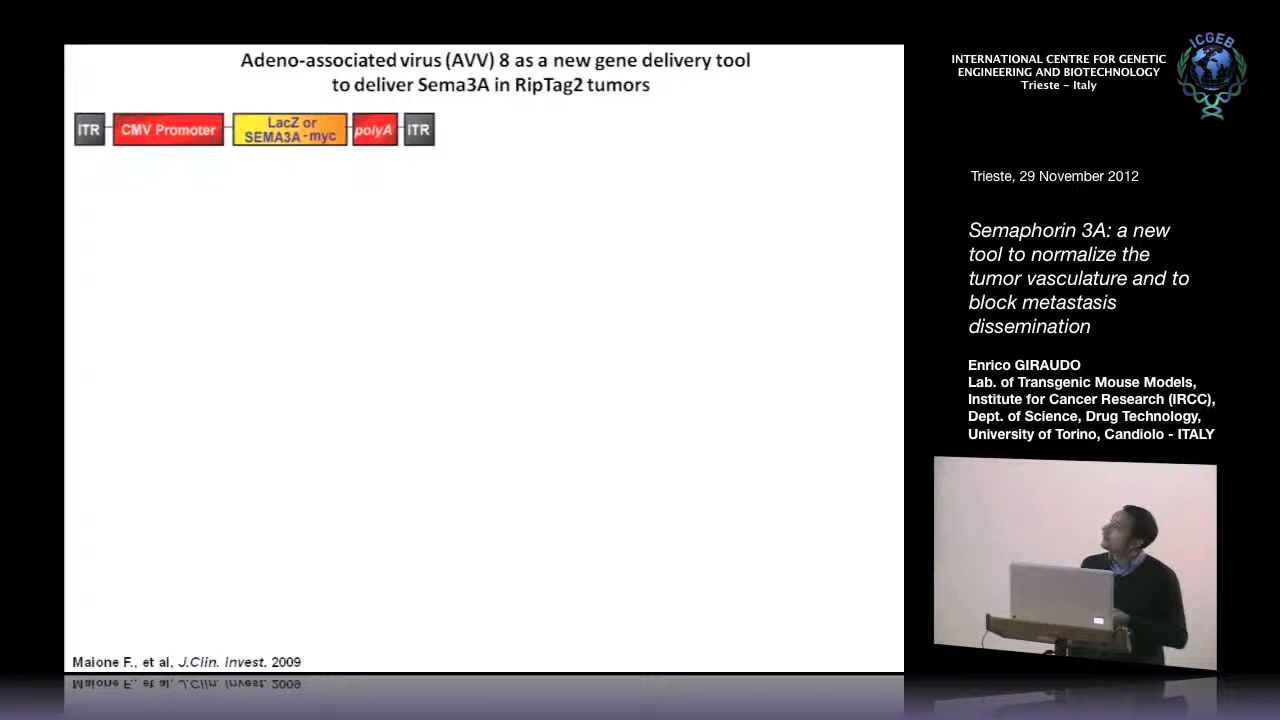 Adeno-associated virus (AVV) 8 as a new gene delivery tool
to deliver Sema3A in RipTag2 tumors
ITR
CMV Promoter
LacZ or
SEMA3A-myc
polyA
ITR
Maione F., et al, J.Clin. Invest. 2009
INTERNATIONAL CENTRE FOR GENETIC
ENGINEERING AND BIOTECHNOLOGY
Trieste - Italy
ICGEB
Trieste, 29 November 2012
Semaphorin 3A: a new
tool to normalize the
tumor vasculature and to
block metastasis
dissemination
Enrico GIRAUDO
Lab. of Transgenic Mouse Models,
Institute for Cancer Research (IRCC),
Dept. of Science, Drug Technology,
University of Torino, Candiolo - ITALY